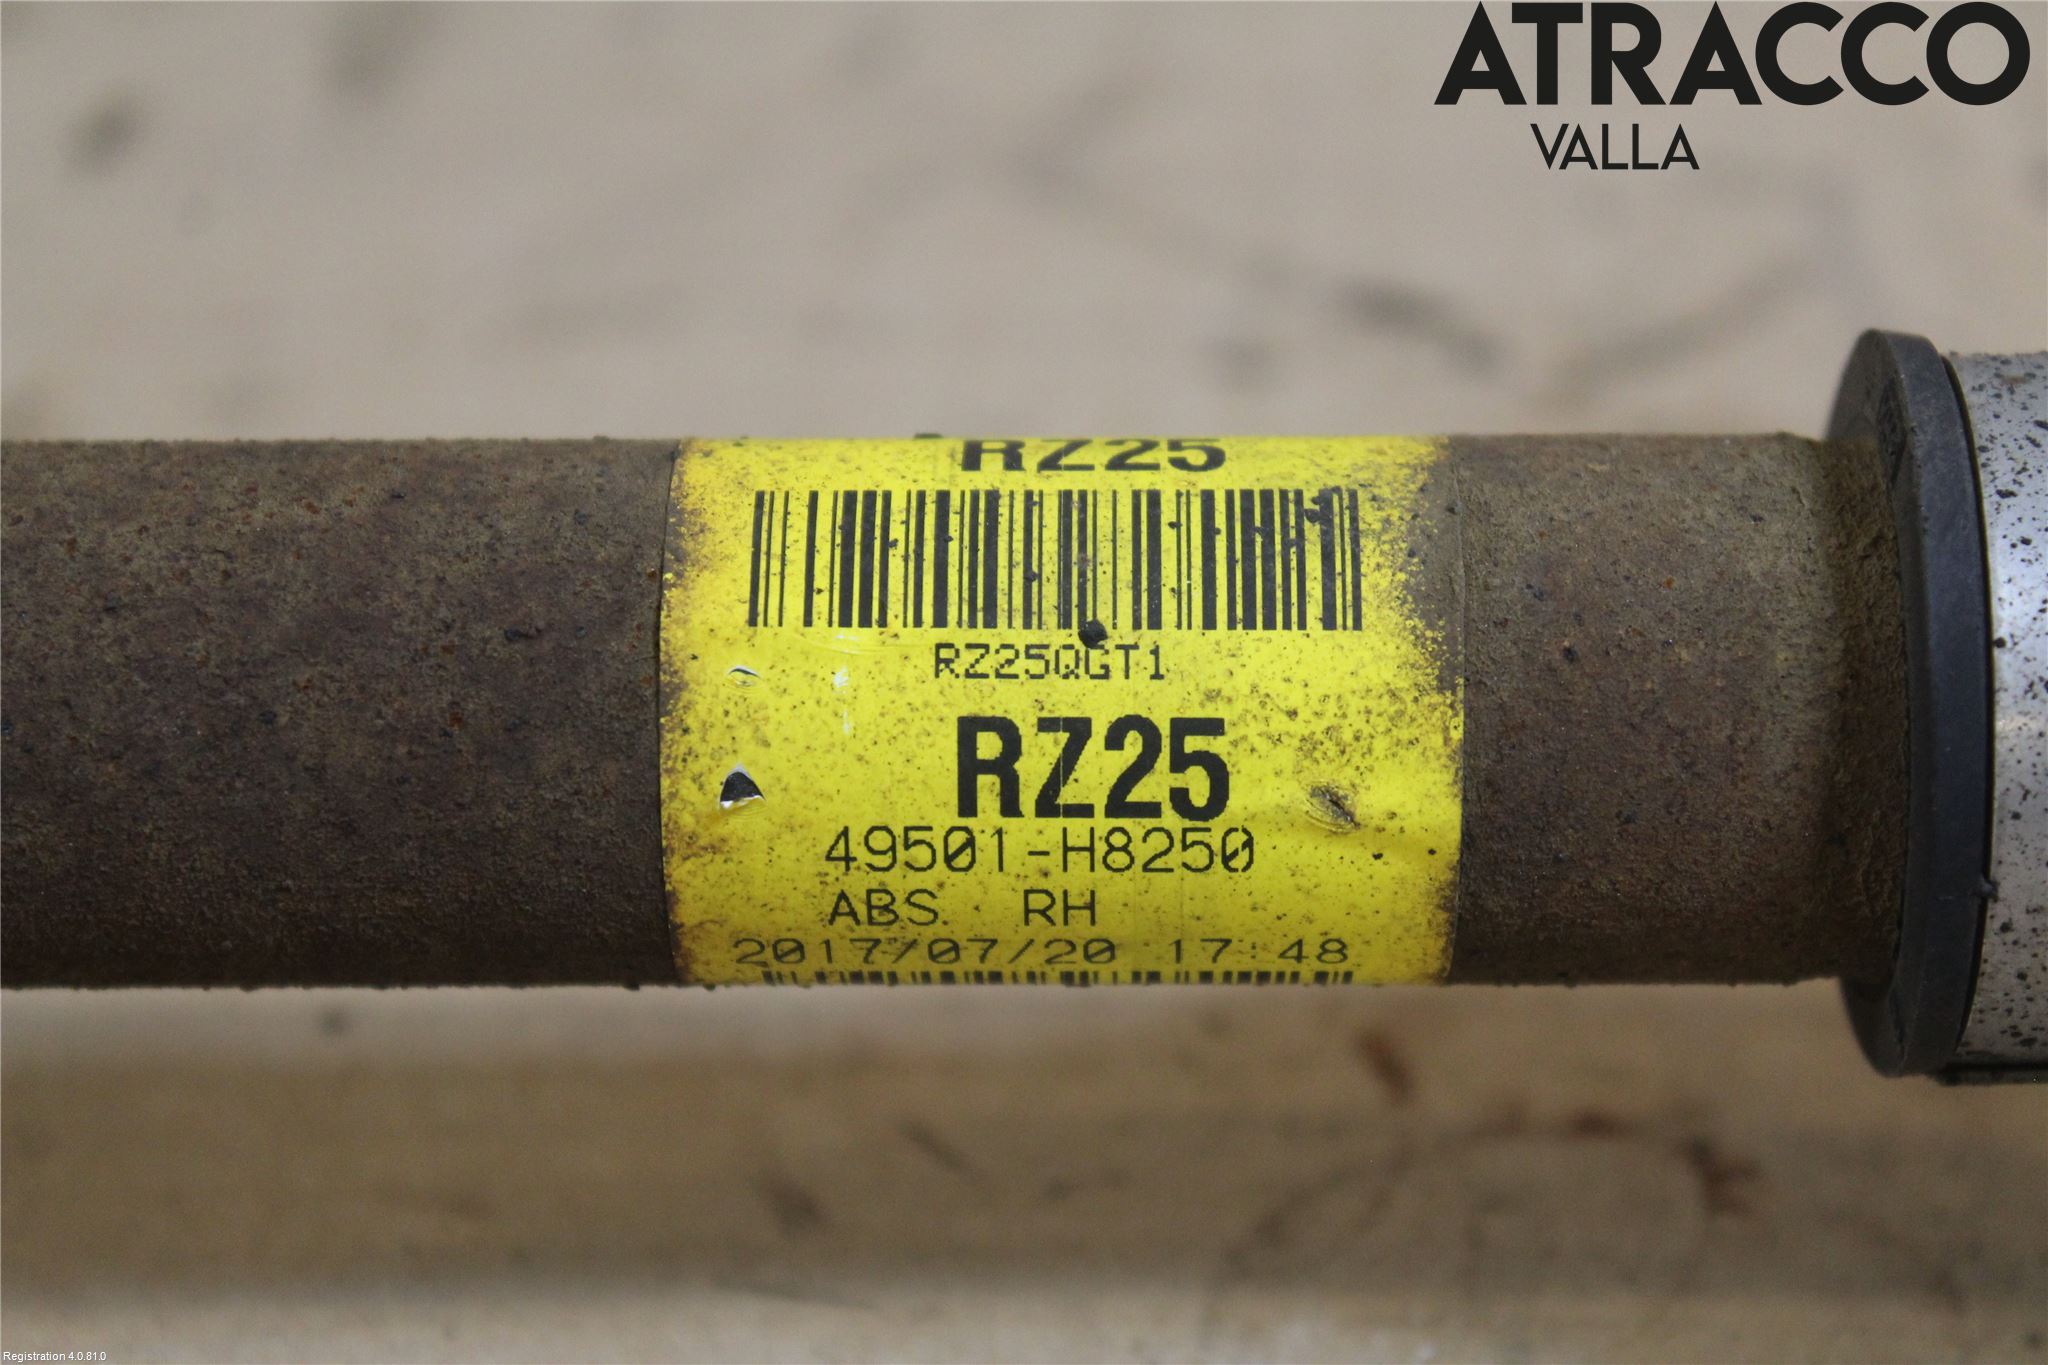 ATRACCO
VALLA
RZ25
RZ25QGT1
RZ25
49501-H8250
ABS. RH
2017/07/20 17:48
Registration 4.0.81.0